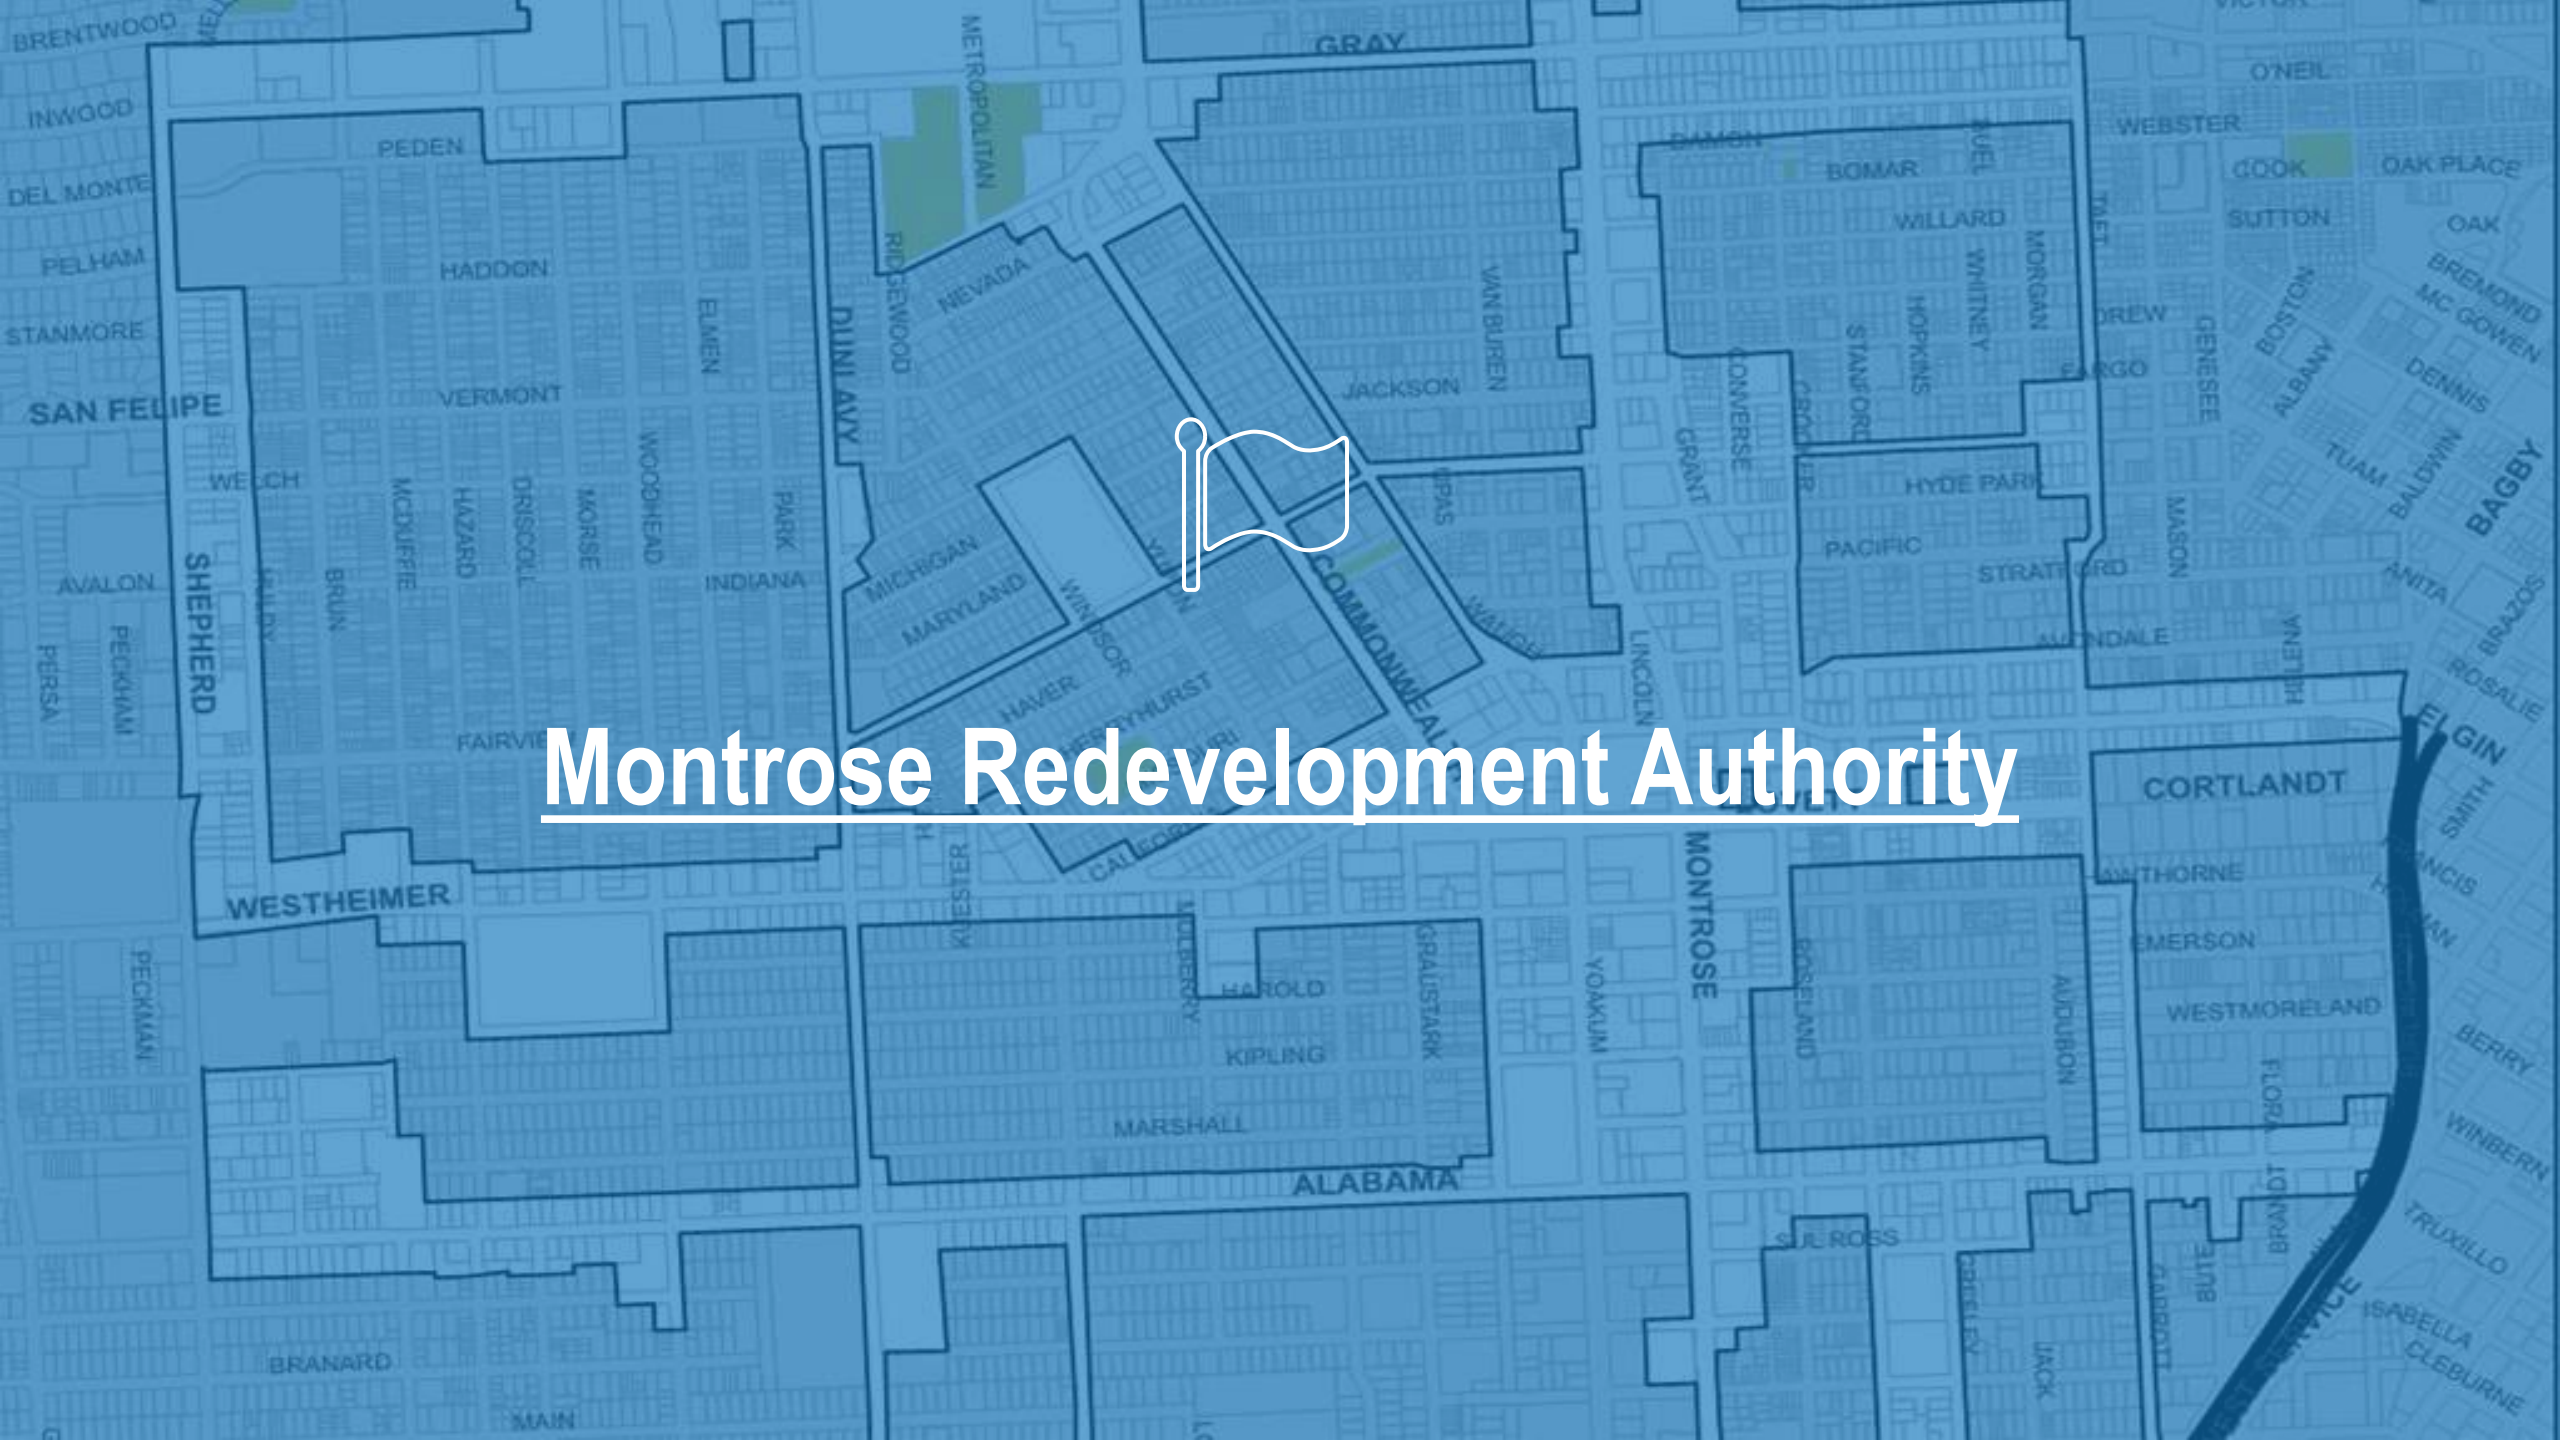 BRENTWOOD
METROPOLITAN
GRAY
O'NEIL
INWOOD
WEBSTER
PEDEN
DAMON
BOMAR
COOK
OAK PLACE
DEL MONTE
WILLARD
SUTTON
OAK
TAFT
PELHAM
HADDON
NEVADA
RIDGEWOOD
VAN BUREN
WHITNEY
MORGAN
BREMOND
MC GOWEN
STANMORE
ELMEN
DUNLAVY
STANFORD
HOPKINS
GENESEE
BOSTON
ALBANY
SAN FELIPE
VERMONT
JACKSON
CONVERSE
DENNIS
WELCH
WOODHEAD
GRANT
HYDE PARK
TUAM
BALDWIN
BAGBY
MCDUFFIE
HAZARD
DRISCOLL
MORSE
PARK
MICHIGAN
PACIFIC
STRATFORD
MASON
AVALON
SHEPHERD
BRUN
INDIANA
MARYLAND
WINDSOR
COMMONWEALTH
WAUGH
AVONDALE
HELENA
ANITA
BRAZOS
PERSA
PECKHAM
HAVER
LINCOLN
ROSALIE
FAIRVIEW
ELGIN
Montrose Redevelopment Authority
CORTLANDT
SMITH
WESTHEIMER
KUESTER
MONTROSE
EMERSON
PECKMAN
HAROLD
GRAUSTARK
YOAKUM
ROSELAND
AUDUBON
WESTMORELAND
KIPLING
BERRY
MARSHALL
FLORA
WINBERN
ALABAMA
SUL ROSS
GREELEY
BUTE
BRANDT
TRUXILLO
BRANARD
JACK
GARROTT
ISABELLA
CLEBURNE
MAIN